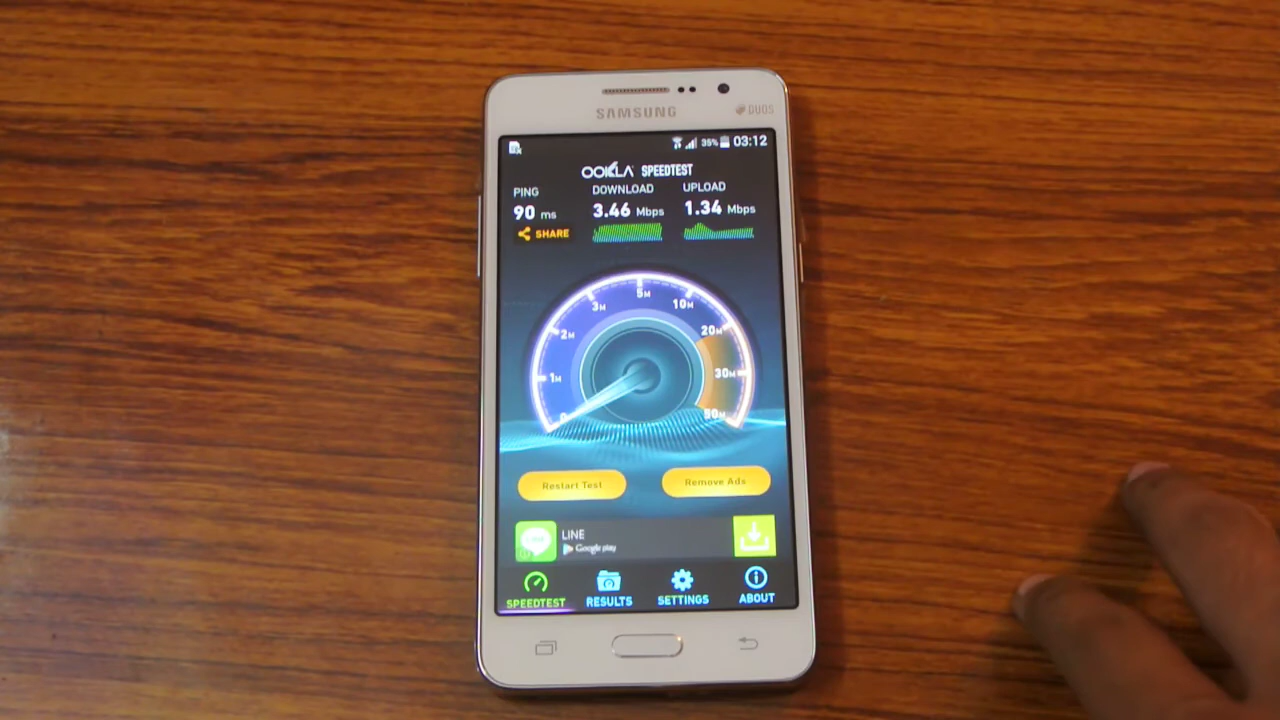 SAMSUNG
DUOS
35% 03:12
OOKLA SPEEDTEST
PING DOWNLOAD UPLOAD
90 ms 3.46 Mbps 1.34 Mbps
SHARE
5M
3M 10M
2M 20M
1M 30M
0 50M
Restart Test Remove Ads
LINE
Google play
SPEEDTEST RESULTS SETTINGS ABOUT